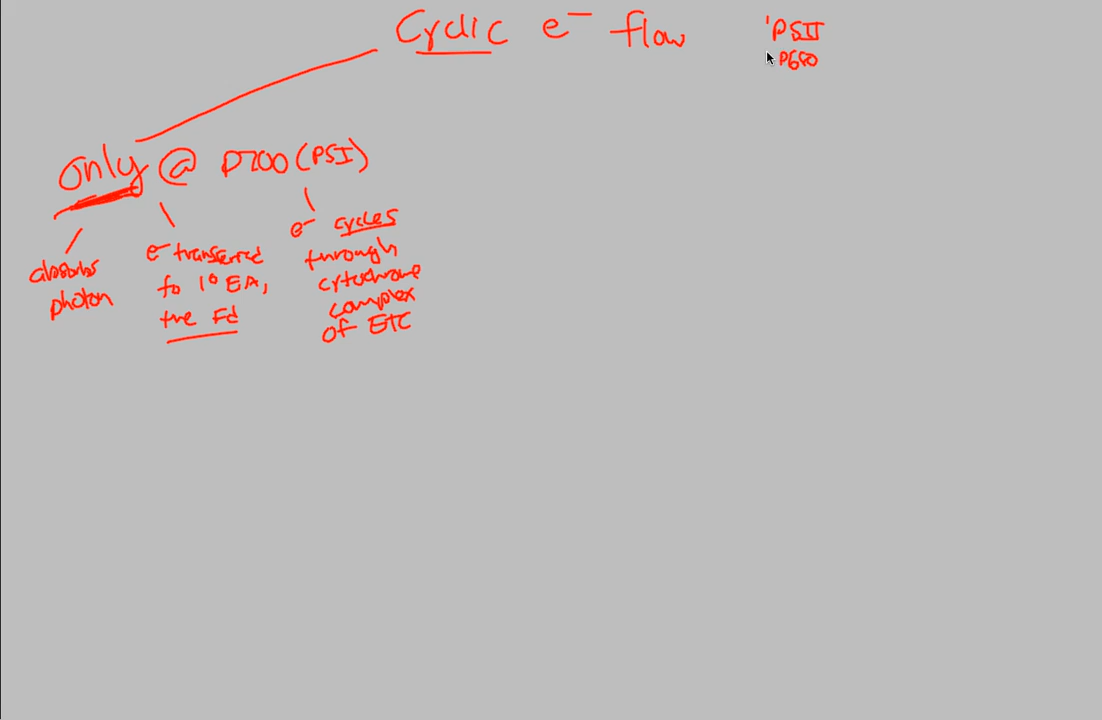 Cyclic e⁻ flow
'PSII
P680
only @ P700 (PSI)
absorbs
photon
e⁻ transferred
to 1° EA,
the Fd
e⁻ cycles
through
cytochrome
complex
of ETC